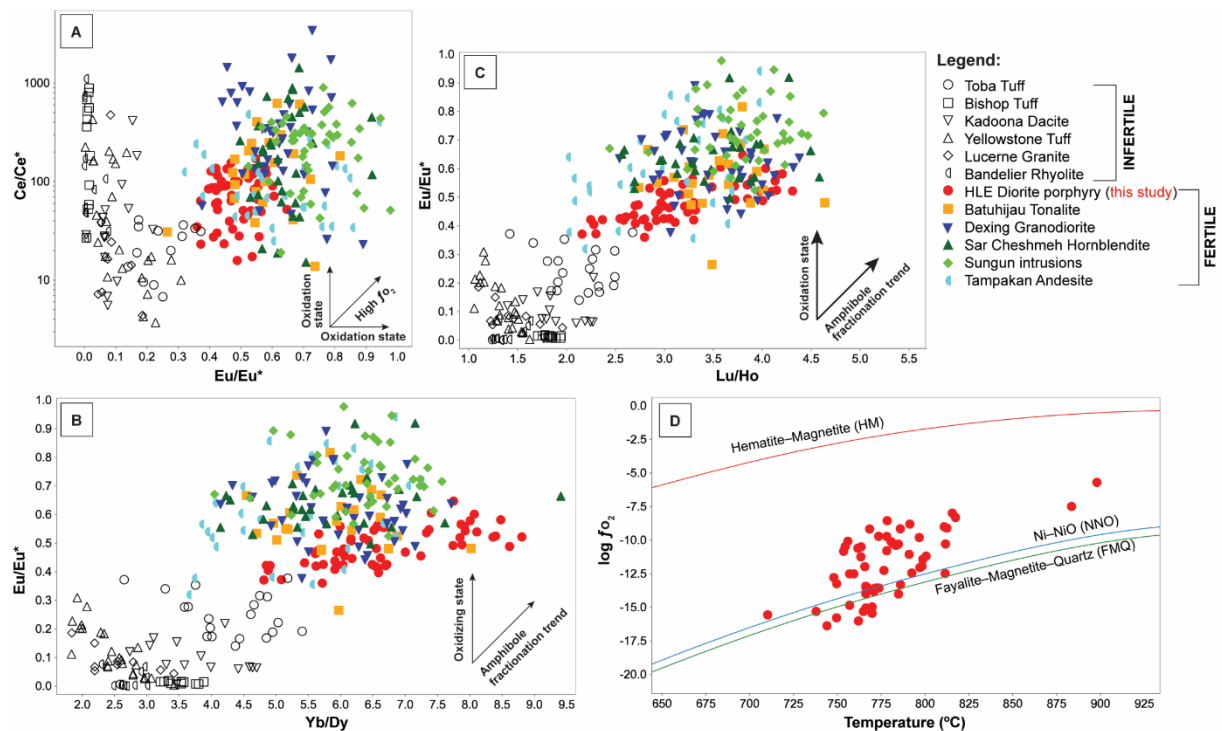 A
Ce/Ce*
1000
100
10
0.0 0.1 0.2 0.3 0.4 0.5 0.6 0.7 0.8 0.9 1.0
Eu/Eu*
Oxidation
state
High ƒO₂
Oxidation state
C
Eu/Eu*
1.0
0.9
0.8
0.7
0.6
0.5
0.4
0.3
0.2
0.1
0.0
1.0 1.5 2.0 2.5 3.0 3.5 4.0 4.5 5.0 5.5
Lu/Ho
Oxidation state
Amphibole
fractionation trend
Legend:
Toba Tuff
Bishop Tuff
Kadoona Dacite
Yellowstone Tuff
Lucerne Granite
Bandelier Rhyolite
INFERTILE
HLE Diorite porphyry (this study)
Batuhijau Tonalite
Dexing Granodiorite
Sar Cheshmeh Hornblendite
Sungun intrusions
Tampakan Andesite
FERTILE
B
Eu/Eu*
1.0
0.9
0.8
0.7
0.6
0.5
0.4
0.3
0.2
0.1
0.0
2.0 2.5 3.0 3.5 4.0 4.5 5.0 5.5 6.0 6.5 7.0 7.5 8.0 8.5 9.0 9.5
Yb/Dy
Oxidizing state
Amphibole
fractionation trend
D
log ƒO₂
0.0
-2.5
-5.0
-7.5
-10.0
-12.5
-15.0
-17.5
-20.0
650 675 700 725 750 775 800 825 850 875 900 925
Temperature (ºC)
Hematite–Magnetite (HM)
Ni–NiO (NNO)
Fayalite–Magnetite–Quartz (FMQ)